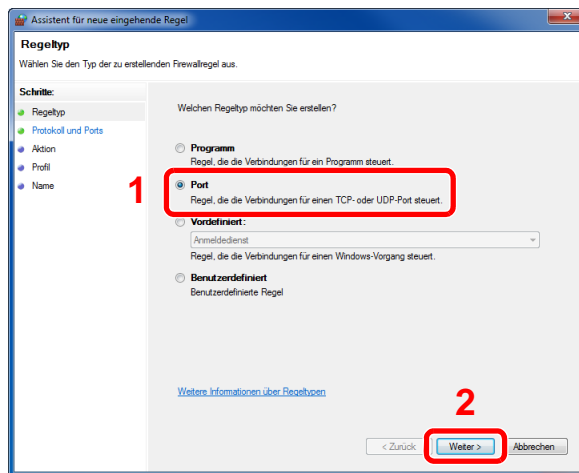 Assistent für neue eingehende Regel
Regeltyp
Wählen Sie den Typ der zu erstellenden Firewallregel aus.
Schritte:
Regeltyp
Protokoll und Ports
Aktion
Profil
Name
Welchen Regeltyp möchten Sie erstellen?
Programm
Regel, die die Verbindungen für ein Programm steuert.
1
Port
Regel, die die Verbindungen für einen TCP- oder UDP-Port steuert.
Vordefiniert:
Anmeldedienst
Regel, die die Verbindungen für einen Windows-Vorgang steuert.
Benutzerdefiniert
Benutzerdefinierte Regel
Weitere Informationen über Regeltypen
2
< Zurück
Weiter >
Abbrechen